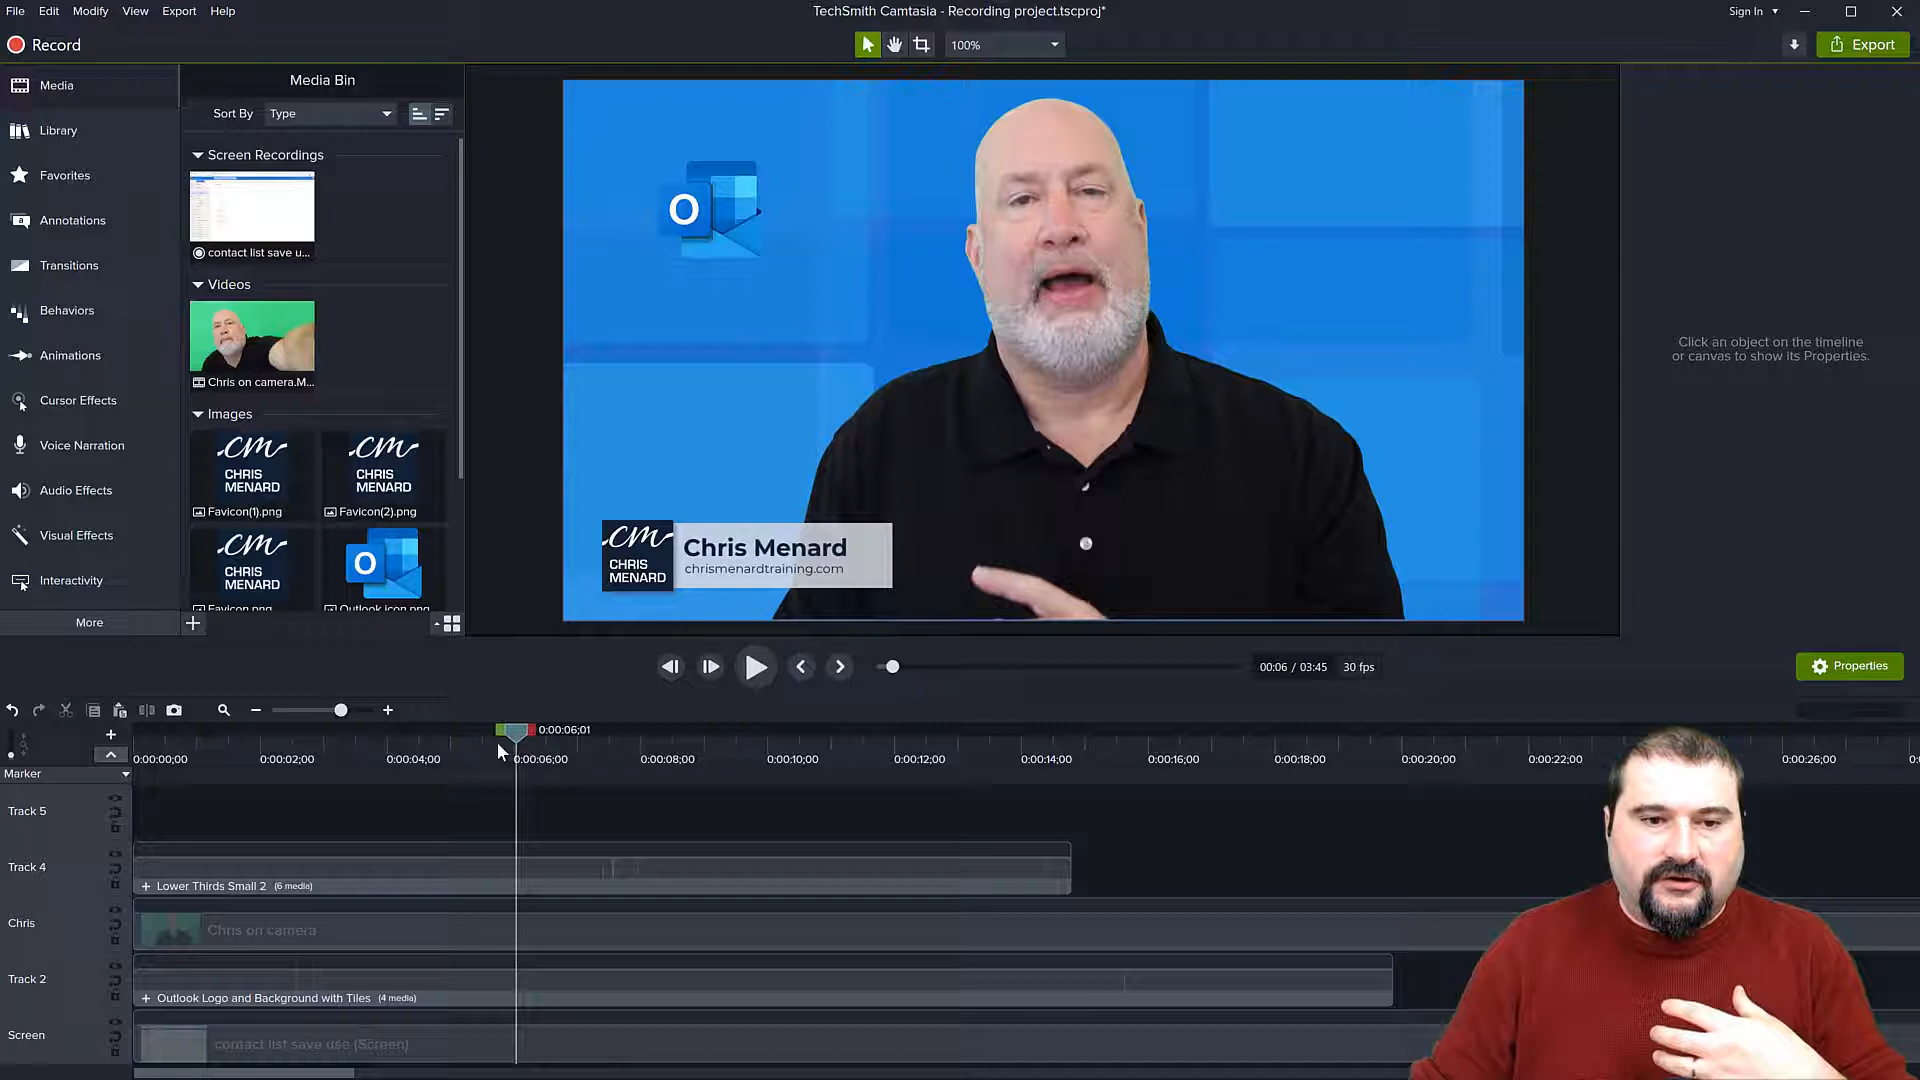 File Edit Modify View Export Help
TechSmith Camtasia - Recording project.tscproj*
Sign In
Record
100%
Export
Media
Library
Favorites
Annotations
Transitions
Behaviors
Animations
Cursor Effects
Voice Narration
Audio Effects
Visual Effects
Interactivity
More
Media Bin
Sort By Type
Screen Recordings
contact list save u...
Videos
Chris on camera.M...
Images
cm CHRIS MENARD
cm CHRIS MENARD
Favicon(1).png
Favicon(2).png
cm CHRIS MENARD
O
Favicon.png
Outlook icon.png
O
cm CHRIS MENARD
Chris Menard
chrismenardtraining.com
Click an object on the timeline
or canvas to show its Properties.
00:06 / 03:45 30 fps
Properties
0:00:06;01
0:00:00;00 0:00:02;00 0:00:04;00 0:00:06;00 0:00:08;00 0:00:10;00 0:00:12;00 0:00:14;00 0:00:16;00 0:00:18;00 0:00:20;00 0:00:22;00 0:00:26;00
Marker
Track 5
Track 4
Lower Thirds Small 2 (6 media)
Chris
Chris on camera
Track 2
Outlook Logo and Background with Tiles (4 media)
Screen
contact list save use (Screen)